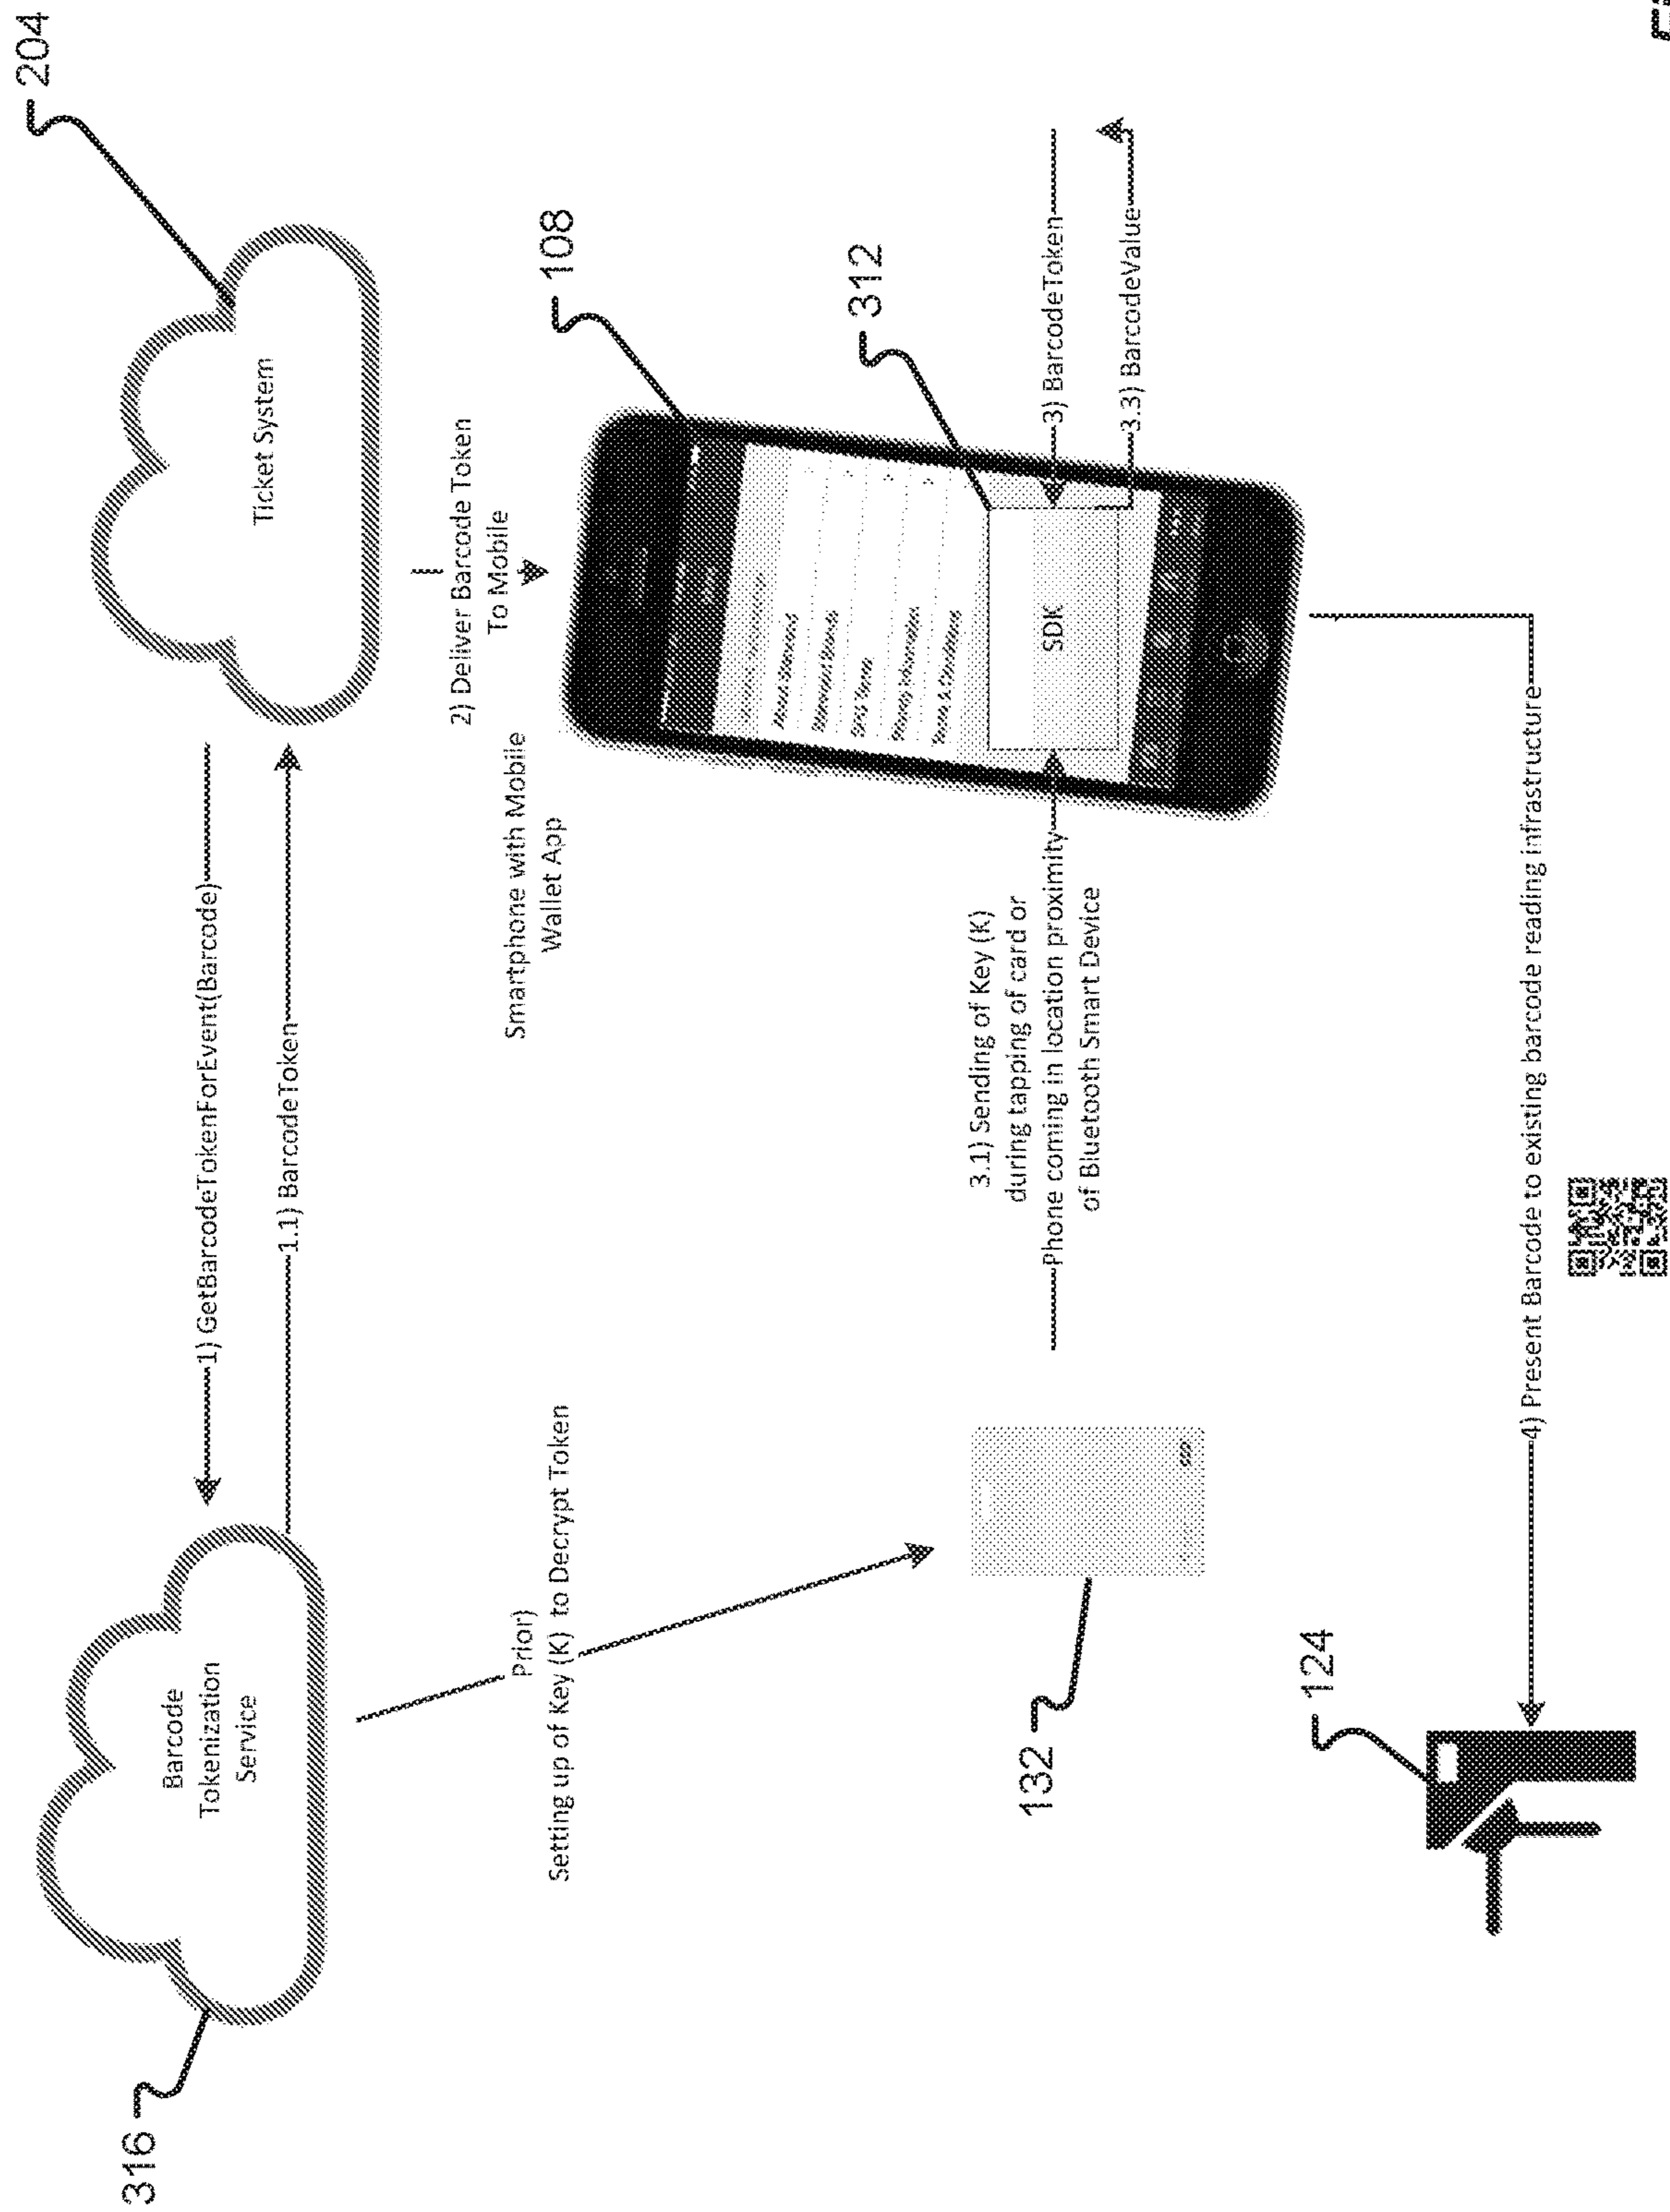 316
Barcode
Tokenization
Service
1) GetBarcodeTokenForEvent(Barcode)
1.1) BarcodeToken
Ticket System
204
Prior)
Setting up of Key (K) to Decrypt Token
2) Deliver Barcode Token
To Mobile
Smartphone with Mobile
Wallet App
108
312
132
3.1) Sending of Key (K)
during tapping of card or
Phone coming in location proximity
of Bluetooth Smart Device
SDK
3) BarcodeToken
3.3) BarcodeValue
124
4) Present Barcode to existing barcode reading infrastructure